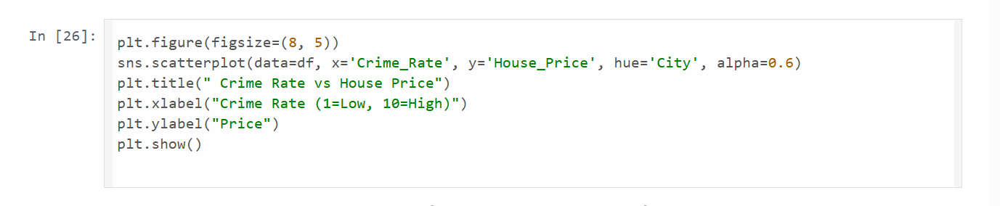 In [26]:
plt.figure(figsize=(8, 5))
sns.scatterplot(data=df, x='Crime_Rate', y='House_Price', hue='City', alpha=0.6)
plt.title(" Crime Rate vs House Price")
plt.xlabel("Crime Rate (1=Low, 10=High)")
plt.ylabel("Price")
plt.show()